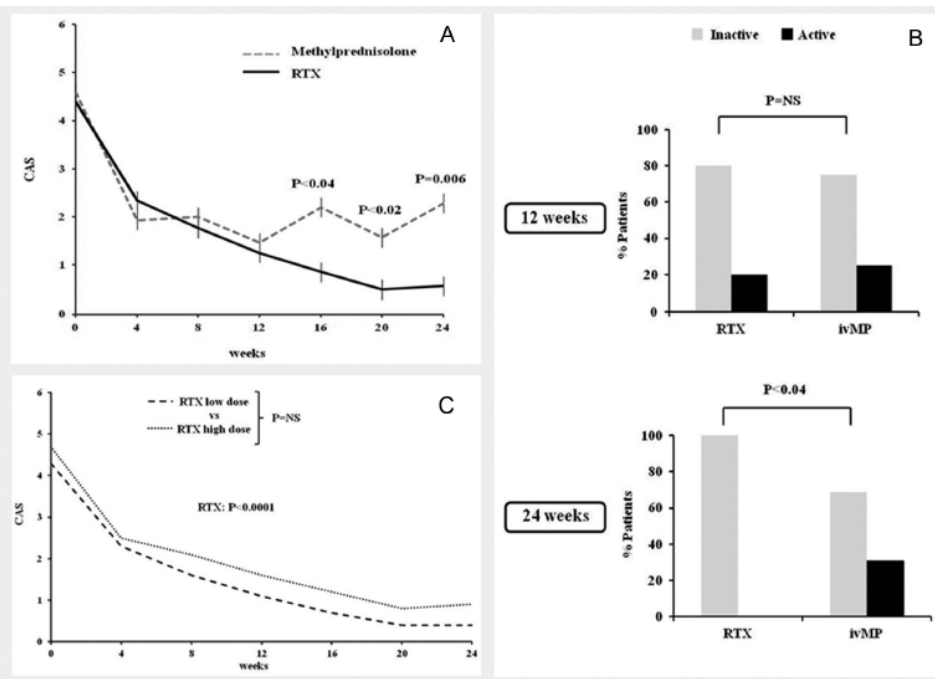 A
Methylprednisolone
RTX
6
5
4
3
2
1
0
CAS
P<0.04
P<0.02
P=0.006
0 4 8 12 16 20 24
weeks
B
Inactive Active
P=NS
12 weeks
100
80
60
40
20
0
% Patients
RTX ivMP
C
RTX low dose
vs
RTX high dose
P=NS
RTX: P<0.0001
6
5
4
3
2
1
0
CAS
0 4 8 12 16 20 24
weeks
P<0.04
24 weeks
100
80
60
40
20
0
% Patients
RTX ivMP